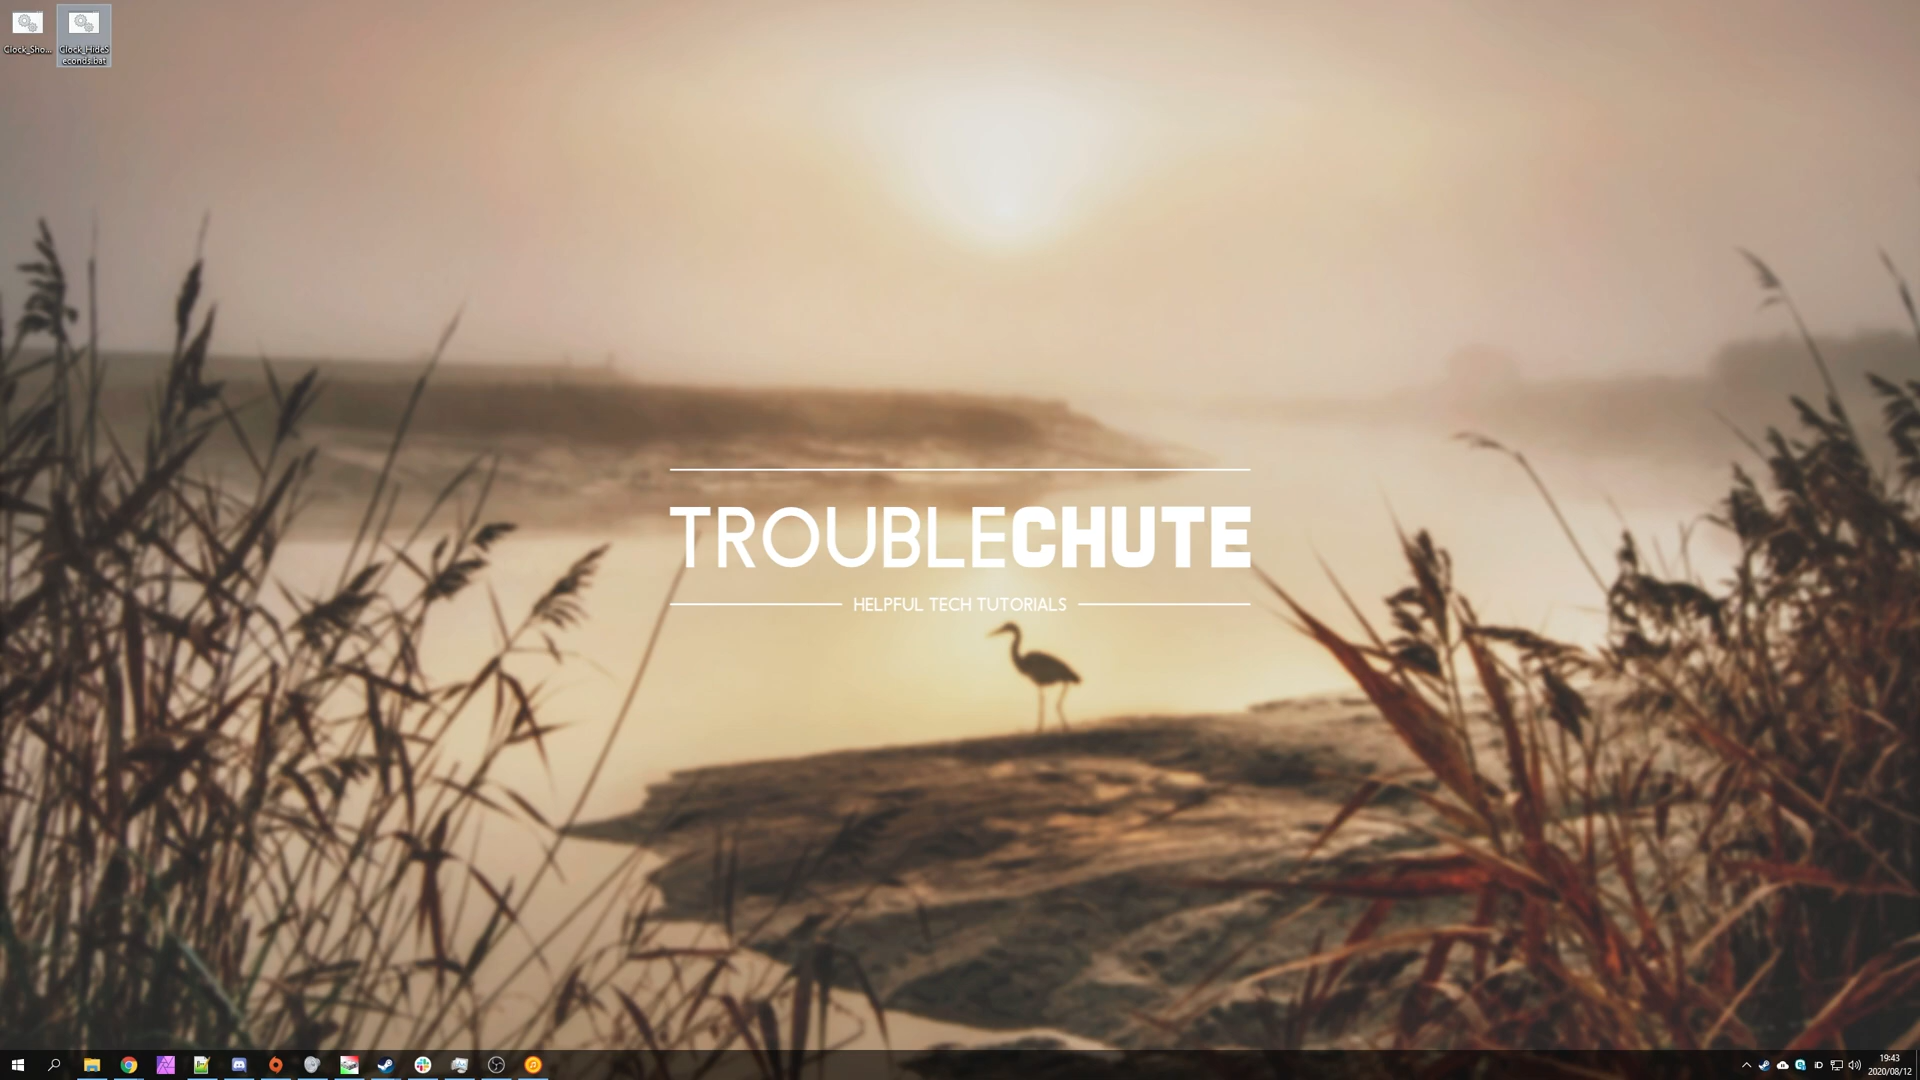 Clock_Sho...
Clock_HideS
econds.bat
TROUBLECHUTE
HELPFUL TECH TUTORIALS
19:43
2020/08/12